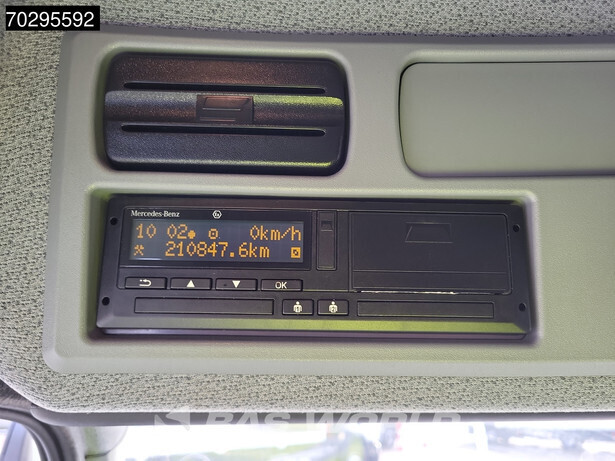 70295592
Mercedes-Benz
10 02 0km/h
210847.6km
OK
BAS WORLD